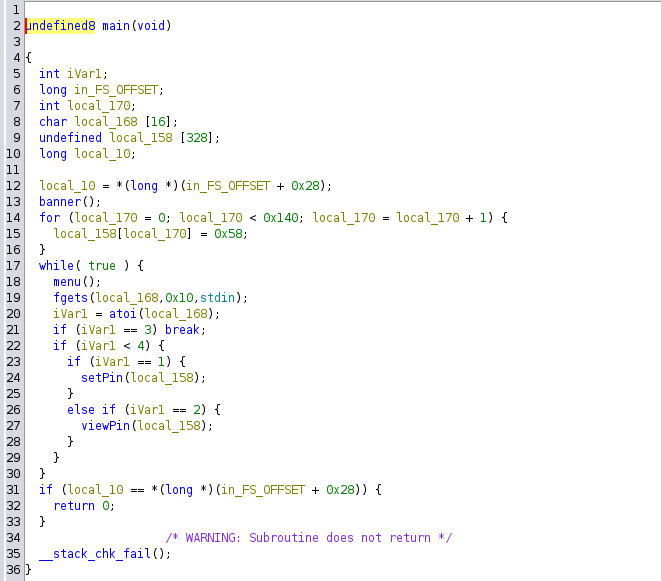 1
2 undefined8 main(void)
3
4 {
5 int iVar1;
6 long in_FS_OFFSET;
7 int local_170;
8 char local_168 [16];
9 undefined local_158 [328];
10 long local_10;
11
12 local_10 = *(long *)(in_FS_OFFSET + 0x28);
13 banner();
14 for (local_170 = 0; local_170 < 0x140; local_170 = local_170 + 1) {
15 local_158[local_170] = 0x58;
16 }
17 while( true ) {
18 menu();
19 fgets(local_168,0x10,stdin);
20 iVar1 = atoi(local_168);
21 if (iVar1 == 3) break;
22 if (iVar1 < 4) {
23 if (iVar1 == 1) {
24 setPin(local_158);
25 }
26 else if (iVar1 == 2) {
27 viewPin(local_158);
28 }
29 }
30 }
31 if (local_10 == *(long *)(in_FS_OFFSET + 0x28)) {
32 return 0;
33 }
34 /* WARNING: Subroutine does not return */
35 __stack_chk_fail();
36 }